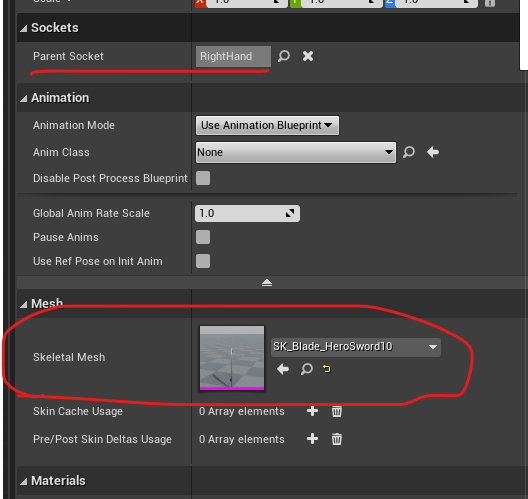 Scale
X 1.0 Y 1.0 Z 1.0
Sockets
Parent Socket RightHand
Animation
Animation Mode Use Animation Blueprint
Anim Class None
Disable Post Process Blueprint
Global Anim Rate Scale 1.0
Pause Anims
Use Ref Pose on Init Anim
Mesh
Skeletal Mesh SK_Blade_HeroSword10
Skin Cache Usage 0 Array elements
Pre/Post Skin Deltas Usage 0 Array elements
Materials